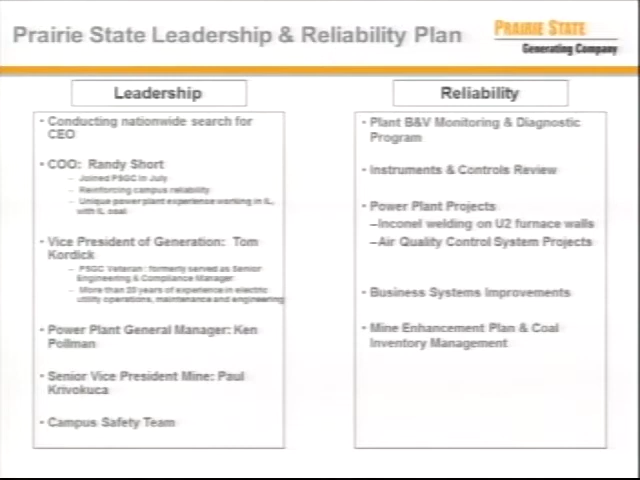 Prairie State Leadership & Reliability Plan
PRAIRIE STATE
Generating Company
Leadership
• Conducting nationwide search for
CEO
• COO: Randy Short
– Joined PSGC in July
– Reinforcing campus reliability
– Unique power plant experience working in IL,
with IL coal
• Vice President of Generation: Tom
Kordick
– PSGC Veteran : formerly served as Senior
Engineering & Compliance Manager
– More than 20 years of experience in electric
utility operations, maintenance and engineering
• Power Plant General Manager: Ken
Pollman
• Senior Vice President Mine: Paul
Krivokuca
• Campus Safety Team
Reliability
• Plant B&V Monitoring & Diagnostic
Program
• Instruments & Controls Review
• Power Plant Projects
–Inconel welding on U2 furnace walls
–Air Quality Control System Projects
• Business Systems Improvements
• Mine Enhancement Plan & Coal
Inventory Management